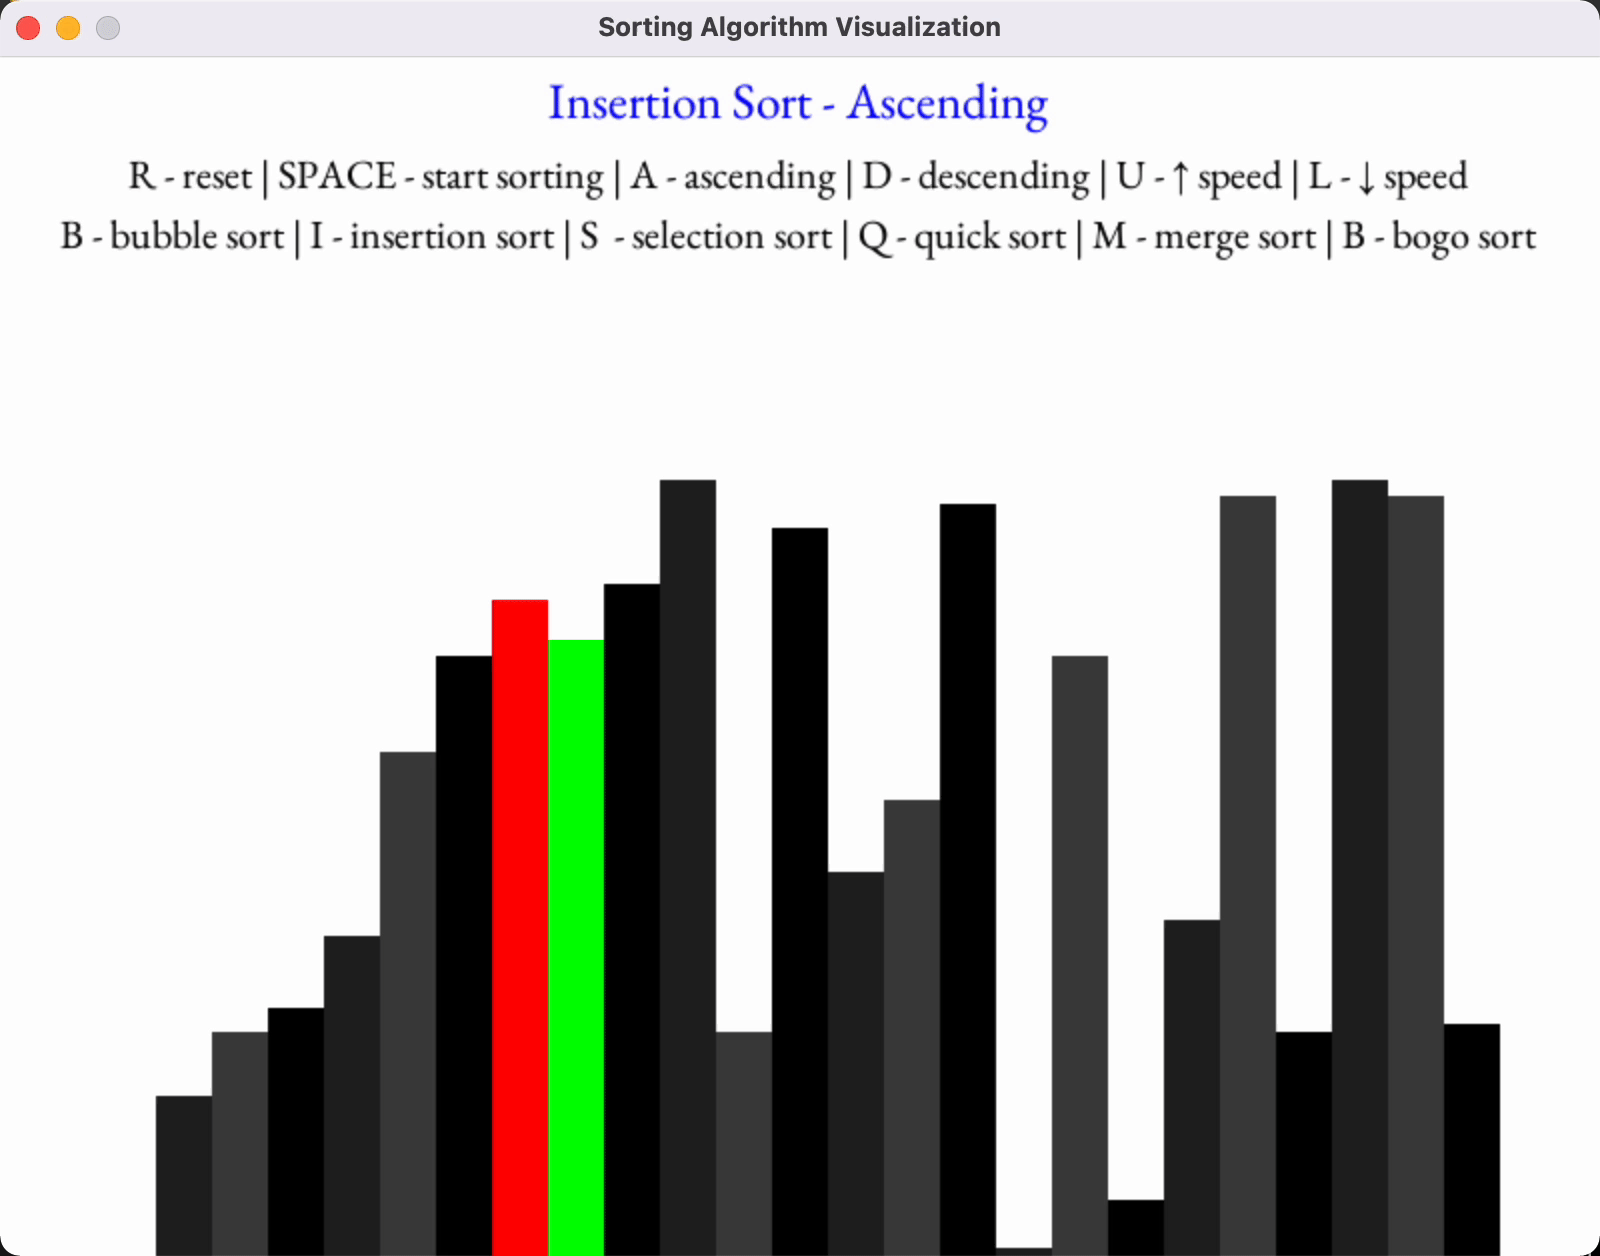 Sorting Algorithm Visualization
Insertion Sort - Ascending
R - reset | SPACE - start sorting | A - ascending | D - descending | U - ↑ speed | L - ↓ speed
B - bubble sort | I - insertion sort | S  - selection sort | Q - quick sort | M - merge sort | B - bogo sort